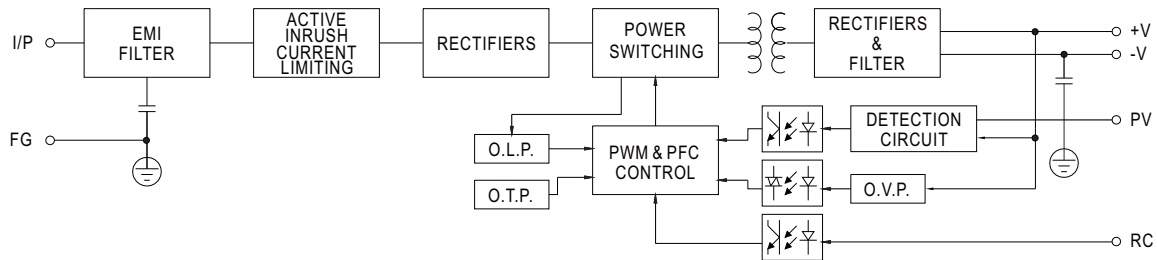 I/P
EMI
FILTER
ACTIVE
INRUSH
CURRENT
LIMITING
RECTIFIERS
POWER
SWITCHING
RECTIFIERS
&
FILTER
+V
-V
FG
O.L.P.
O.T.P.
PWM & PFC
CONTROL
DETECTION
CIRCUIT
PV
O.V.P.
RC